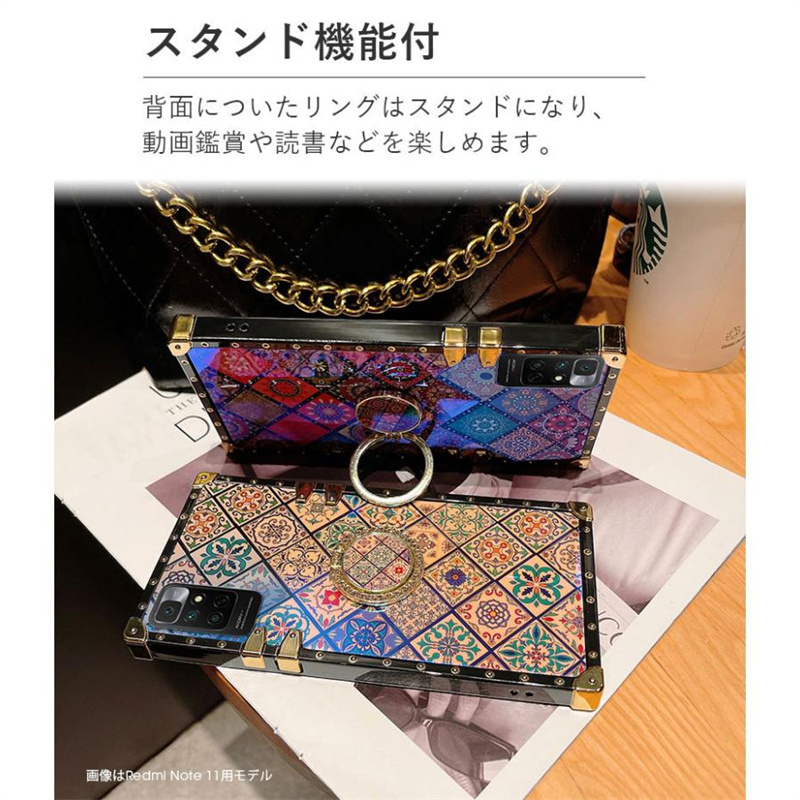 スタンド機能付
背面についたリングはスタンドになり、
動画鑑賞や読書などを楽しめます。
THE
D
画像はRedmi Note 11用モデル